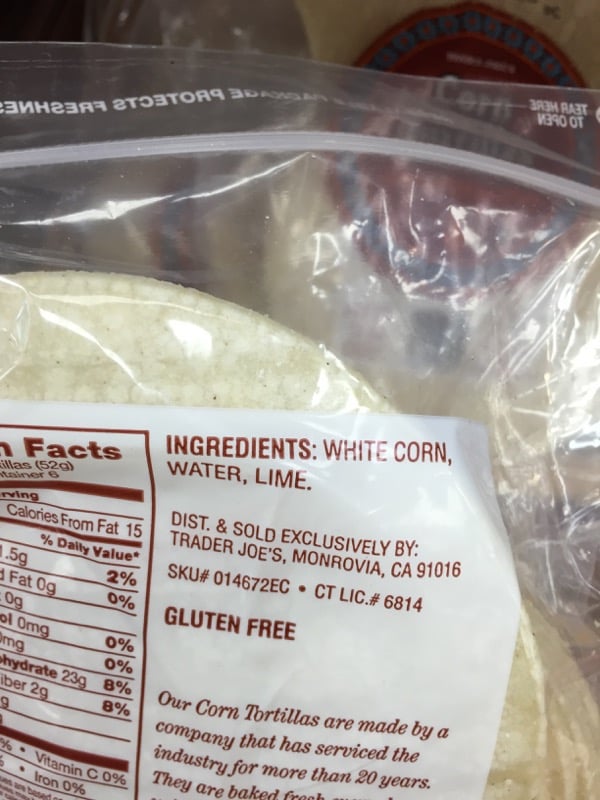 PACKAGE PROTECTS FRESHNES
TEAR HERE
TO OPEN
n Facts
illas (52g)
tainer 6
rving
Calories From Fat 15
% Daily Value*
1.5g 2%
d Fat 0g 0%
0g
ol 0mg 0%
0mg 0%
ohydrate 23g 8%
iber 2g 8%
g
% • Vitamin C 0%
• Iron 0%
INGREDIENTS: WHITE CORN,
WATER, LIME.
DIST. & SOLD EXCLUSIVELY BY:
TRADER JOE'S, MONROVIA, CA 91016
SKU# 014672EC • CT LIC.# 6814
GLUTEN FREE
Our Corn Tortillas are made by a
company that has serviced the
industry for more than 20 years.
They are baked fresh